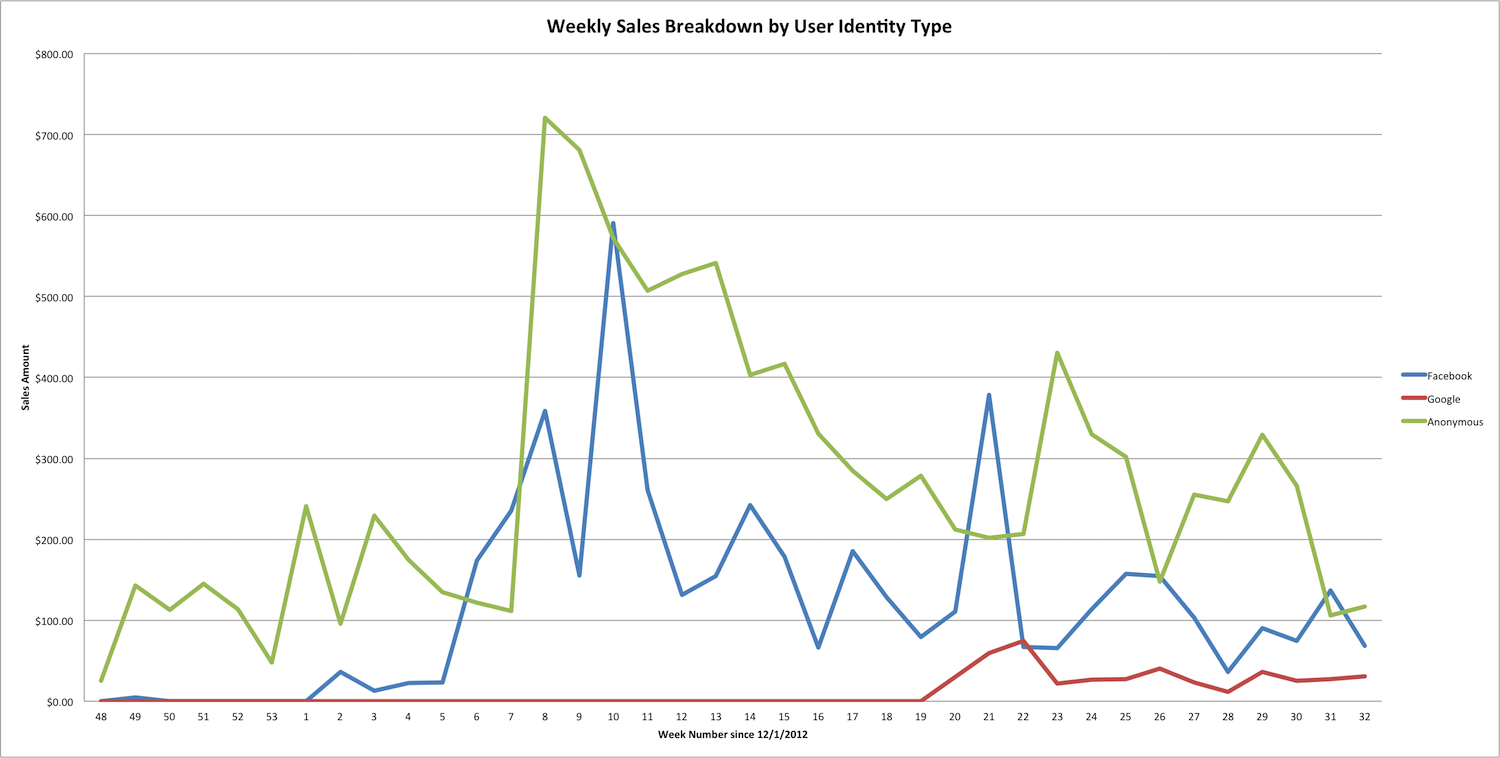 Weekly Sales Breakdown by User Identity Type
$800.00
$700.00
$600.00
$500.00
$400.00
$300.00
$200.00
$100.00
$0.00
Sales Amount
48 49 50 51 52 53 1 2 3 4 5 6 7 8 9 10 11 12 13 14 15 16 17 18 19 20 21 22 23 24 25 26 27 28 29 30 31 32
Week Number since 12/1/2012
Facebook
Google
Anonymous